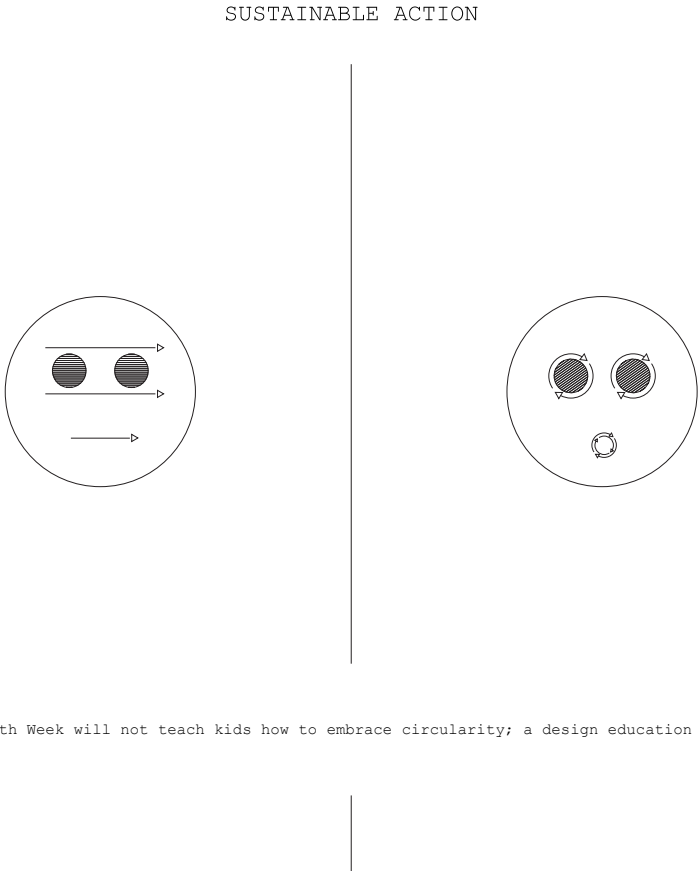 SUSTAINABLE ACTION
th Week will not teach kids how to embrace circularity; a design education